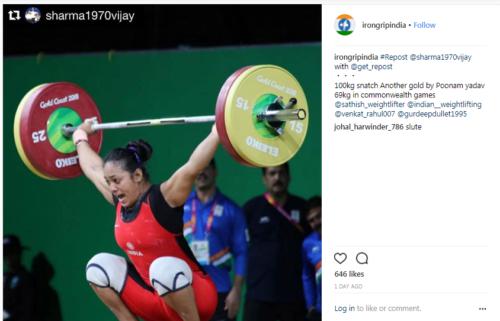 sharma1970vijay
irongripindia • Follow
irongripindia #Repost @sharma1970vijay
with @get_repost
・・・
100kg snatch Another gold by Poonam yadav
69kg in commonwealth games
@sathish_weightlifter @indian__weightlifting
@venkat_rahul007 @gurdeepdullet1995
johal_harwinder_786 slute
Gold Coast 2018
25
ELEIKO
Gold Coast 2018
15
15
ELEIKO
INDIA
646 likes
1 DAY AGO
Log in to like or comment.